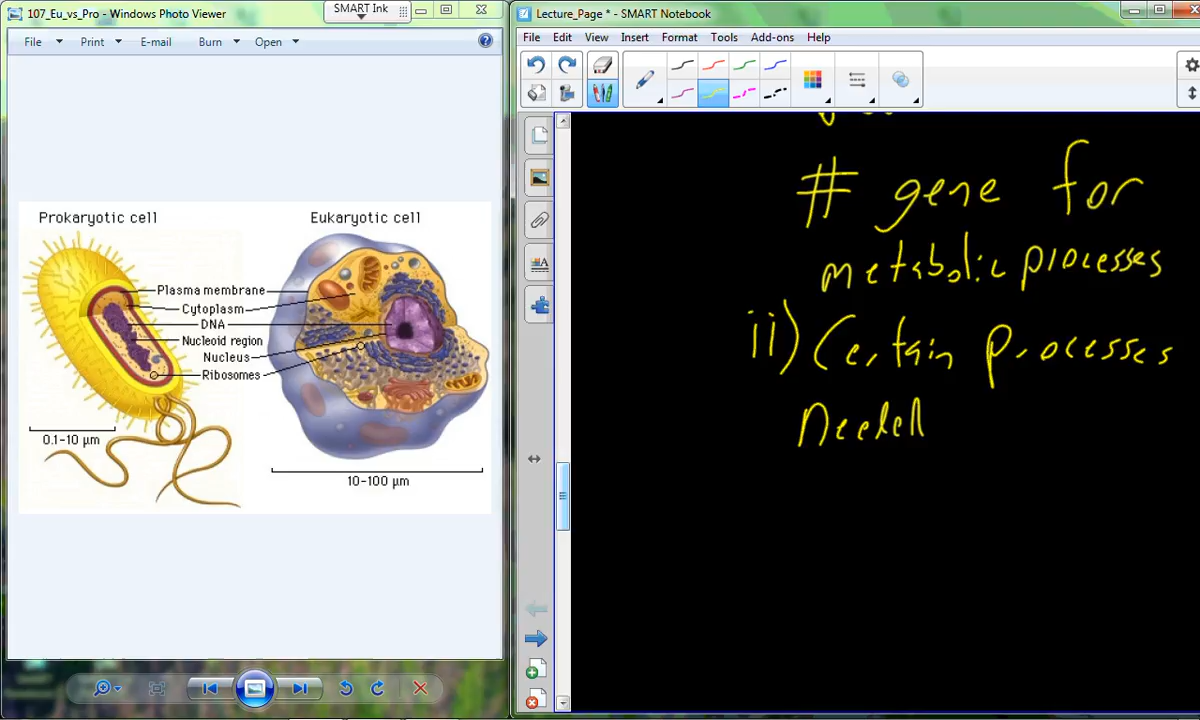 107_Eu_vs_Pro - Windows Photo Viewer
SMART Ink
File Print E-mail Burn Open
Prokaryotic cell
Eukaryotic cell
Plasma membrane
Cytoplasm
DNA
Nucleoid region
Nucleus
Ribosomes
0.1–10 µm
10–100 µm
Lecture_Page * - SMART Notebook
File Edit View Insert Format Tools Add-ons Help
# gene for
metabolic processes
ii) Certain processes
Needed